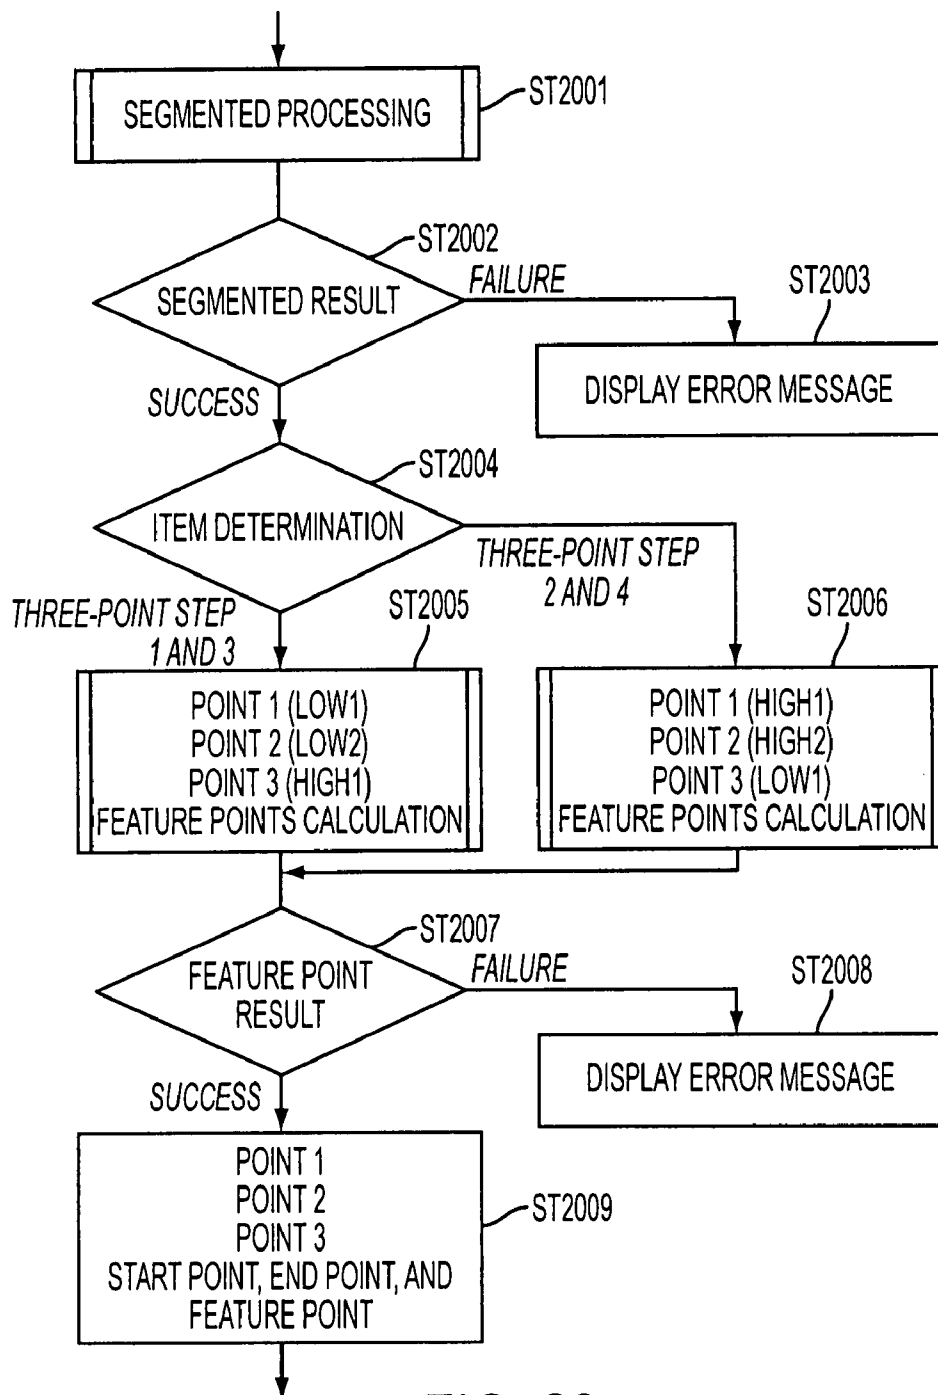 SEGMENTED PROCESSING
ST2001
ST2002
SEGMENTED RESULT
FAILURE
ST2003
DISPLAY ERROR MESSAGE
SUCCESS
ST2004
ITEM DETERMINATION
THREE-POINT STEP
2 AND 4
THREE-POINT STEP
1 AND 3
ST2005
ST2006
POINT 1 (LOW1)
POINT 2 (LOW2)
POINT 3 (HIGH1)
FEATURE POINTS CALCULATION
POINT 1 (HIGH1)
POINT 2 (HIGH2)
POINT 3 (LOW1)
FEATURE POINTS CALCULATION
ST2007
FEATURE POINT
RESULT
FAILURE
ST2008
DISPLAY ERROR MESSAGE
SUCCESS
POINT 1
POINT 2
POINT 3
START POINT, END POINT, AND
FEATURE POINT
ST2009